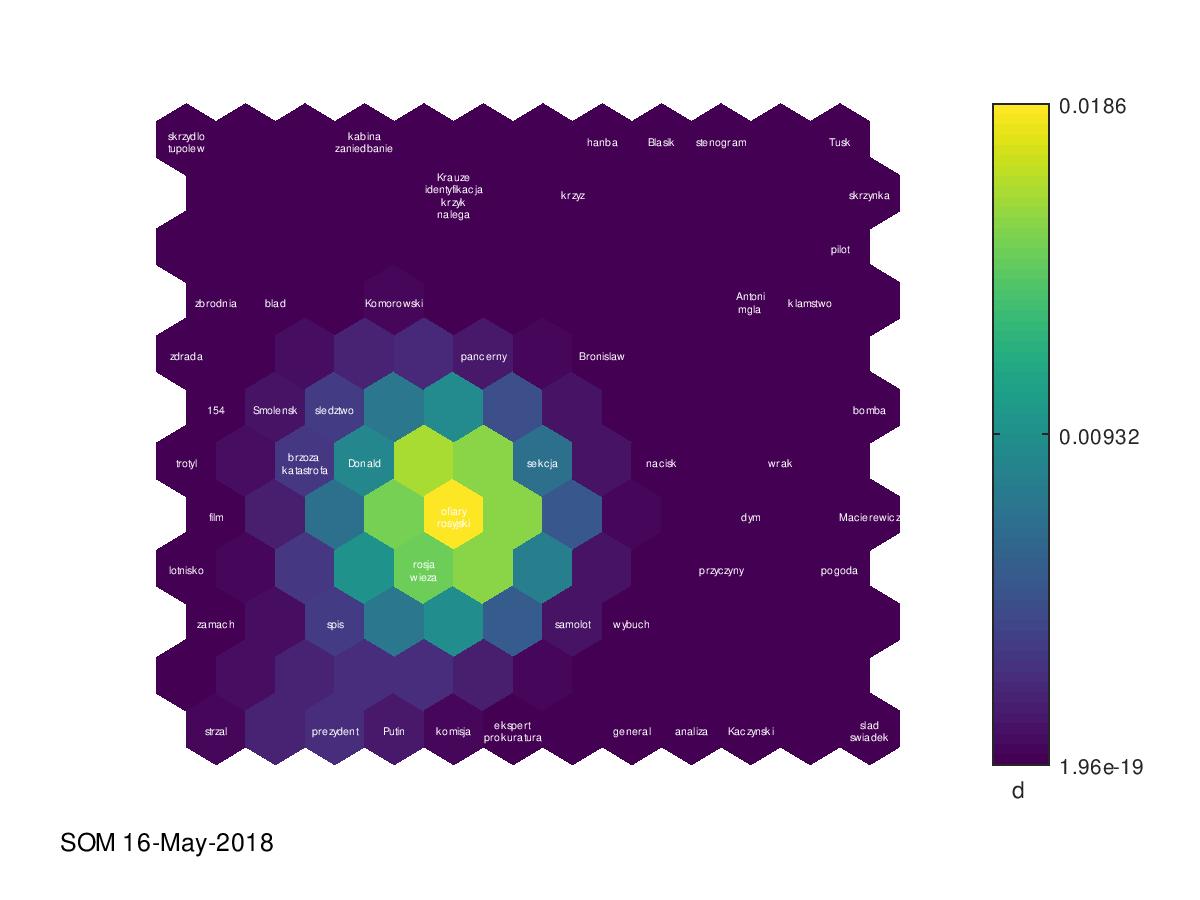 0.0186
skrzydlo
tupolew
kabina
zaniedbanie
hanba
Blasik
stenogram
Tusk
Krauze
identyfikacja
krzyk
nalega
krzyz
skrzynka
pilot
zbrodnia
blad
Komorowski
Antoni
mgla
klamstwo
zdrada
pancerny
Bronislaw
154
Smolensk
sledztwo
bomba
0.00932
trotyl
brzoza
katastrofa
Donald
sekcja
nacisk
wrak
film
ofiary
rosyjski
dym
Macierewicz
lotnisko
rosja
wieza
przyczyny
pogoda
zamach
spis
samolot
wybuch
strzal
prezydent
Putin
komisja
ekspert
prokuratura
general
analiza
Kaczynski
slad
swiadek
1.96e-19
d
SOM 16-May-2018